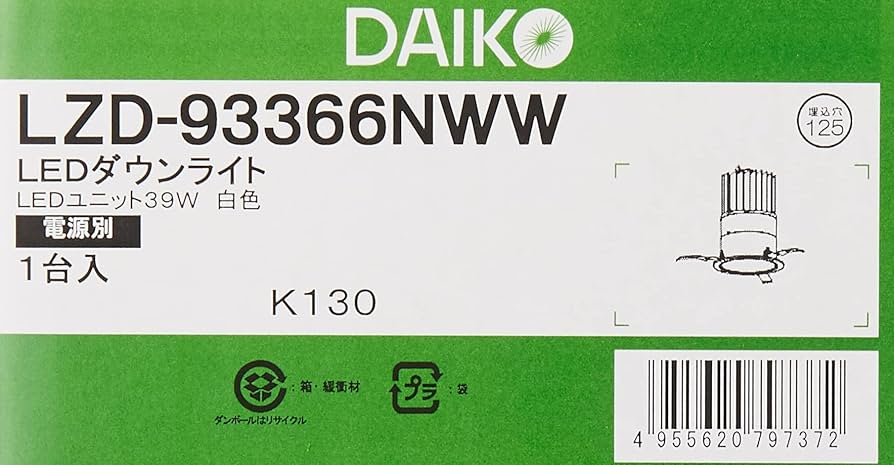 DAIKO
LZD-93366NWW
埋込穴
125
LEDダウンライト
LEDユニット39W 白色
電源別
1台入
K130
:箱・緩衝材
プラ
:袋
ダンボールはリサイクル
4 955620 797372